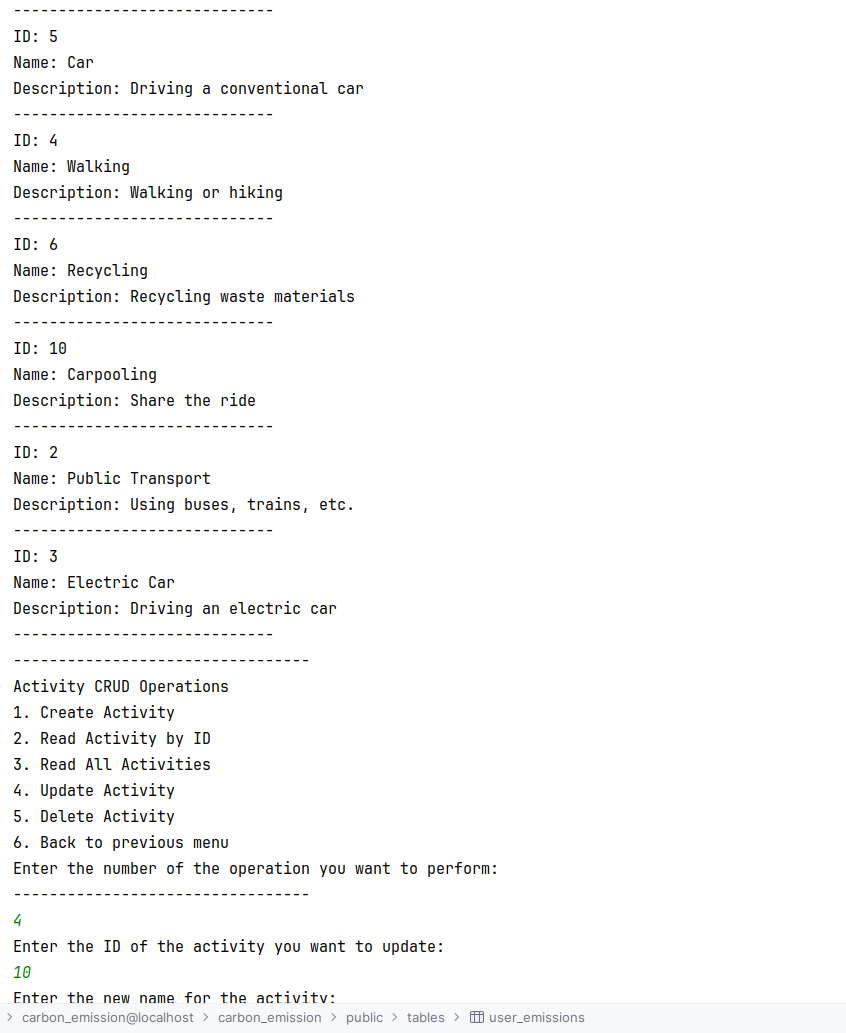 -----------------------------
ID: 5
Name: Car
Description: Driving a conventional car
-----------------------------
ID: 4
Name: Walking
Description: Walking or hiking
-----------------------------
ID: 6
Name: Recycling
Description: Recycling waste materials
-----------------------------
ID: 10
Name: Carpooling
Description: Share the ride
-----------------------------
ID: 2
Name: Public Transport
Description: Using buses, trains, etc.
-----------------------------
ID: 3
Name: Electric Car
Description: Driving an electric car
-----------------------------
---------------------------------
Activity CRUD Operations
1. Create Activity
2. Read Activity by ID
3. Read All Activities
4. Update Activity
5. Delete Activity
6. Back to previous menu
Enter the number of the operation you want to perform:
---------------------------------
4
Enter the ID of the activity you want to update:
10
Enter the new name for the activity:
> carbon_emission@localhost > carbon_emission > public > tables > user_emissions